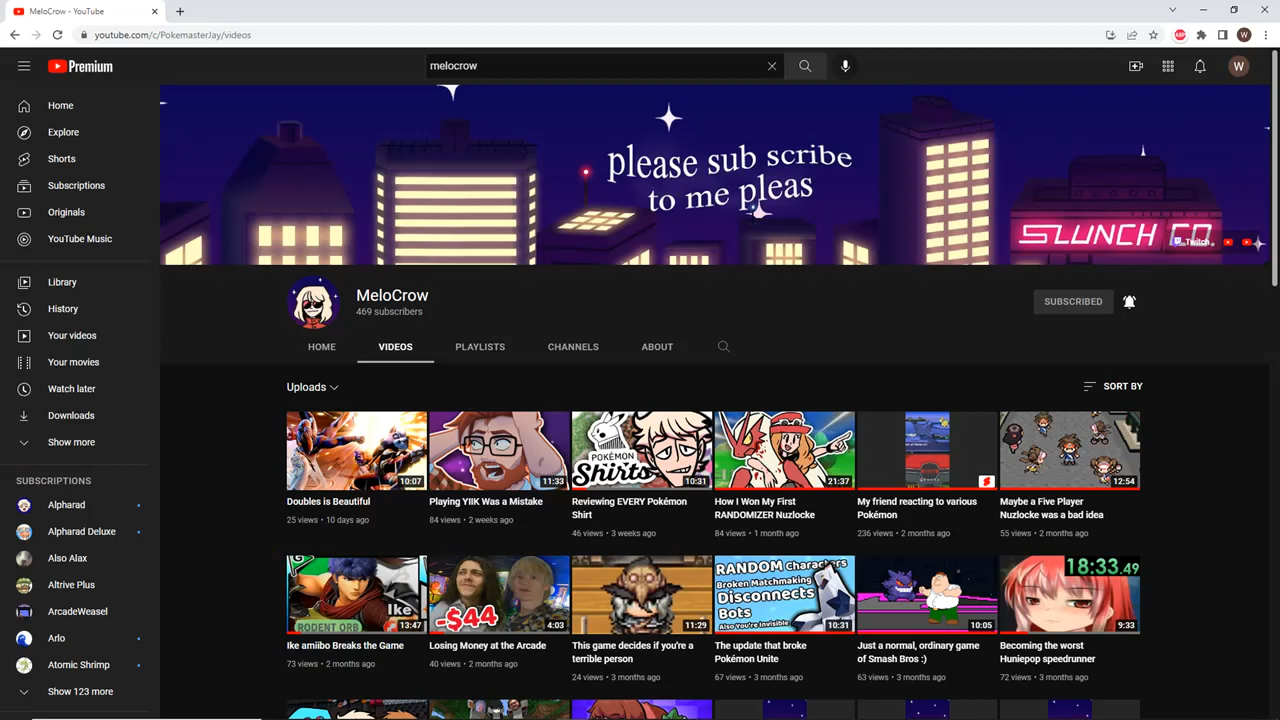 MeloCrow - YouTube
youtube.com/c/PokemasterJay/videos
ABP
W
Premium
melocrow
W
Home
Explore
Shorts
Subscriptions
Originals
YouTube Music
Library
History
Your videos
Your movies
Watch later
Downloads
Show more
SUBSCRIPTIONS
Alpharad
Alpharad Deluxe
Also Alax
Altrive Plus
ArcadeWeasel
Arlo
Atomic Shrimp
Show 123 more
please sub scribe
to me pleas
SLUNCH CO
Twitch
MeloCrow
469 subscribers
SUBSCRIBED
HOME
VIDEOS
PLAYLISTS
CHANNELS
ABOUT
Uploads
SORT BY
10:07
Doubles is Beautiful
25 views • 10 days ago
11:33
Playing YIIK Was a Mistake
84 views • 2 weeks ago
POKÉMON
Shirts
10:31
Reviewing EVERY Pokémon
Shirt
46 views • 3 weeks ago
21:37
How I Won My First
RANDOMIZER Nuzlocke
84 views • 1 month ago
My friend reacting to various
Pokémon
236 views • 2 months ago
12:54
Maybe a Five Player
Nuzlocke was a bad idea
55 views • 2 months ago
Ike
RODENT ORB
13:47
Ike amiibo Breaks the Game
73 views • 2 months ago
-$44
4:03
Losing Money at the Arcade
40 views • 2 months ago
11:29
This game decides if you're a
terrible person
24 views • 3 months ago
RANDOM Characters
Broken Matchmaking
Disconnects
Bots
Also You're Invisible
10:31
The update that broke
Pokémon Unite
67 views • 3 months ago
10:05
Just a normal, ordinary game
of Smash Bros :)
63 views • 3 months ago
18:33.49
9:33
Becoming the worst
Huniepop speedrunner
72 views • 3 months ago